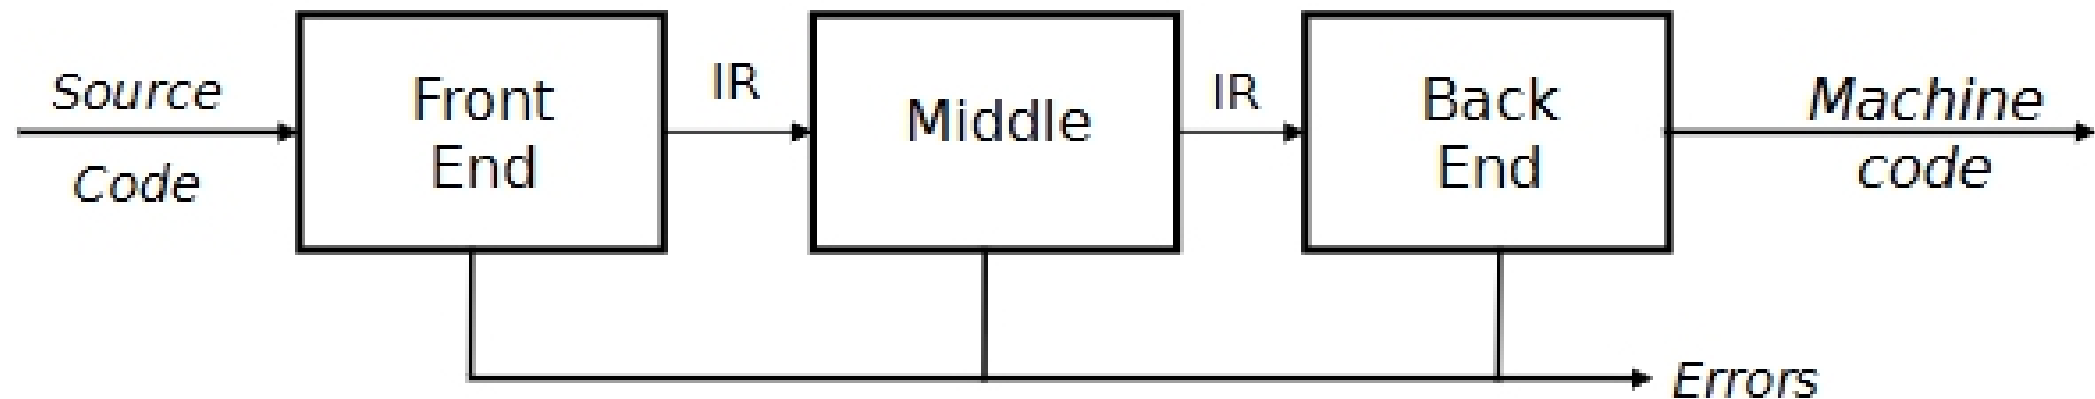 Source
Code
Front
End
IR
Middle
IR
Back
End
Machine
code
Errors